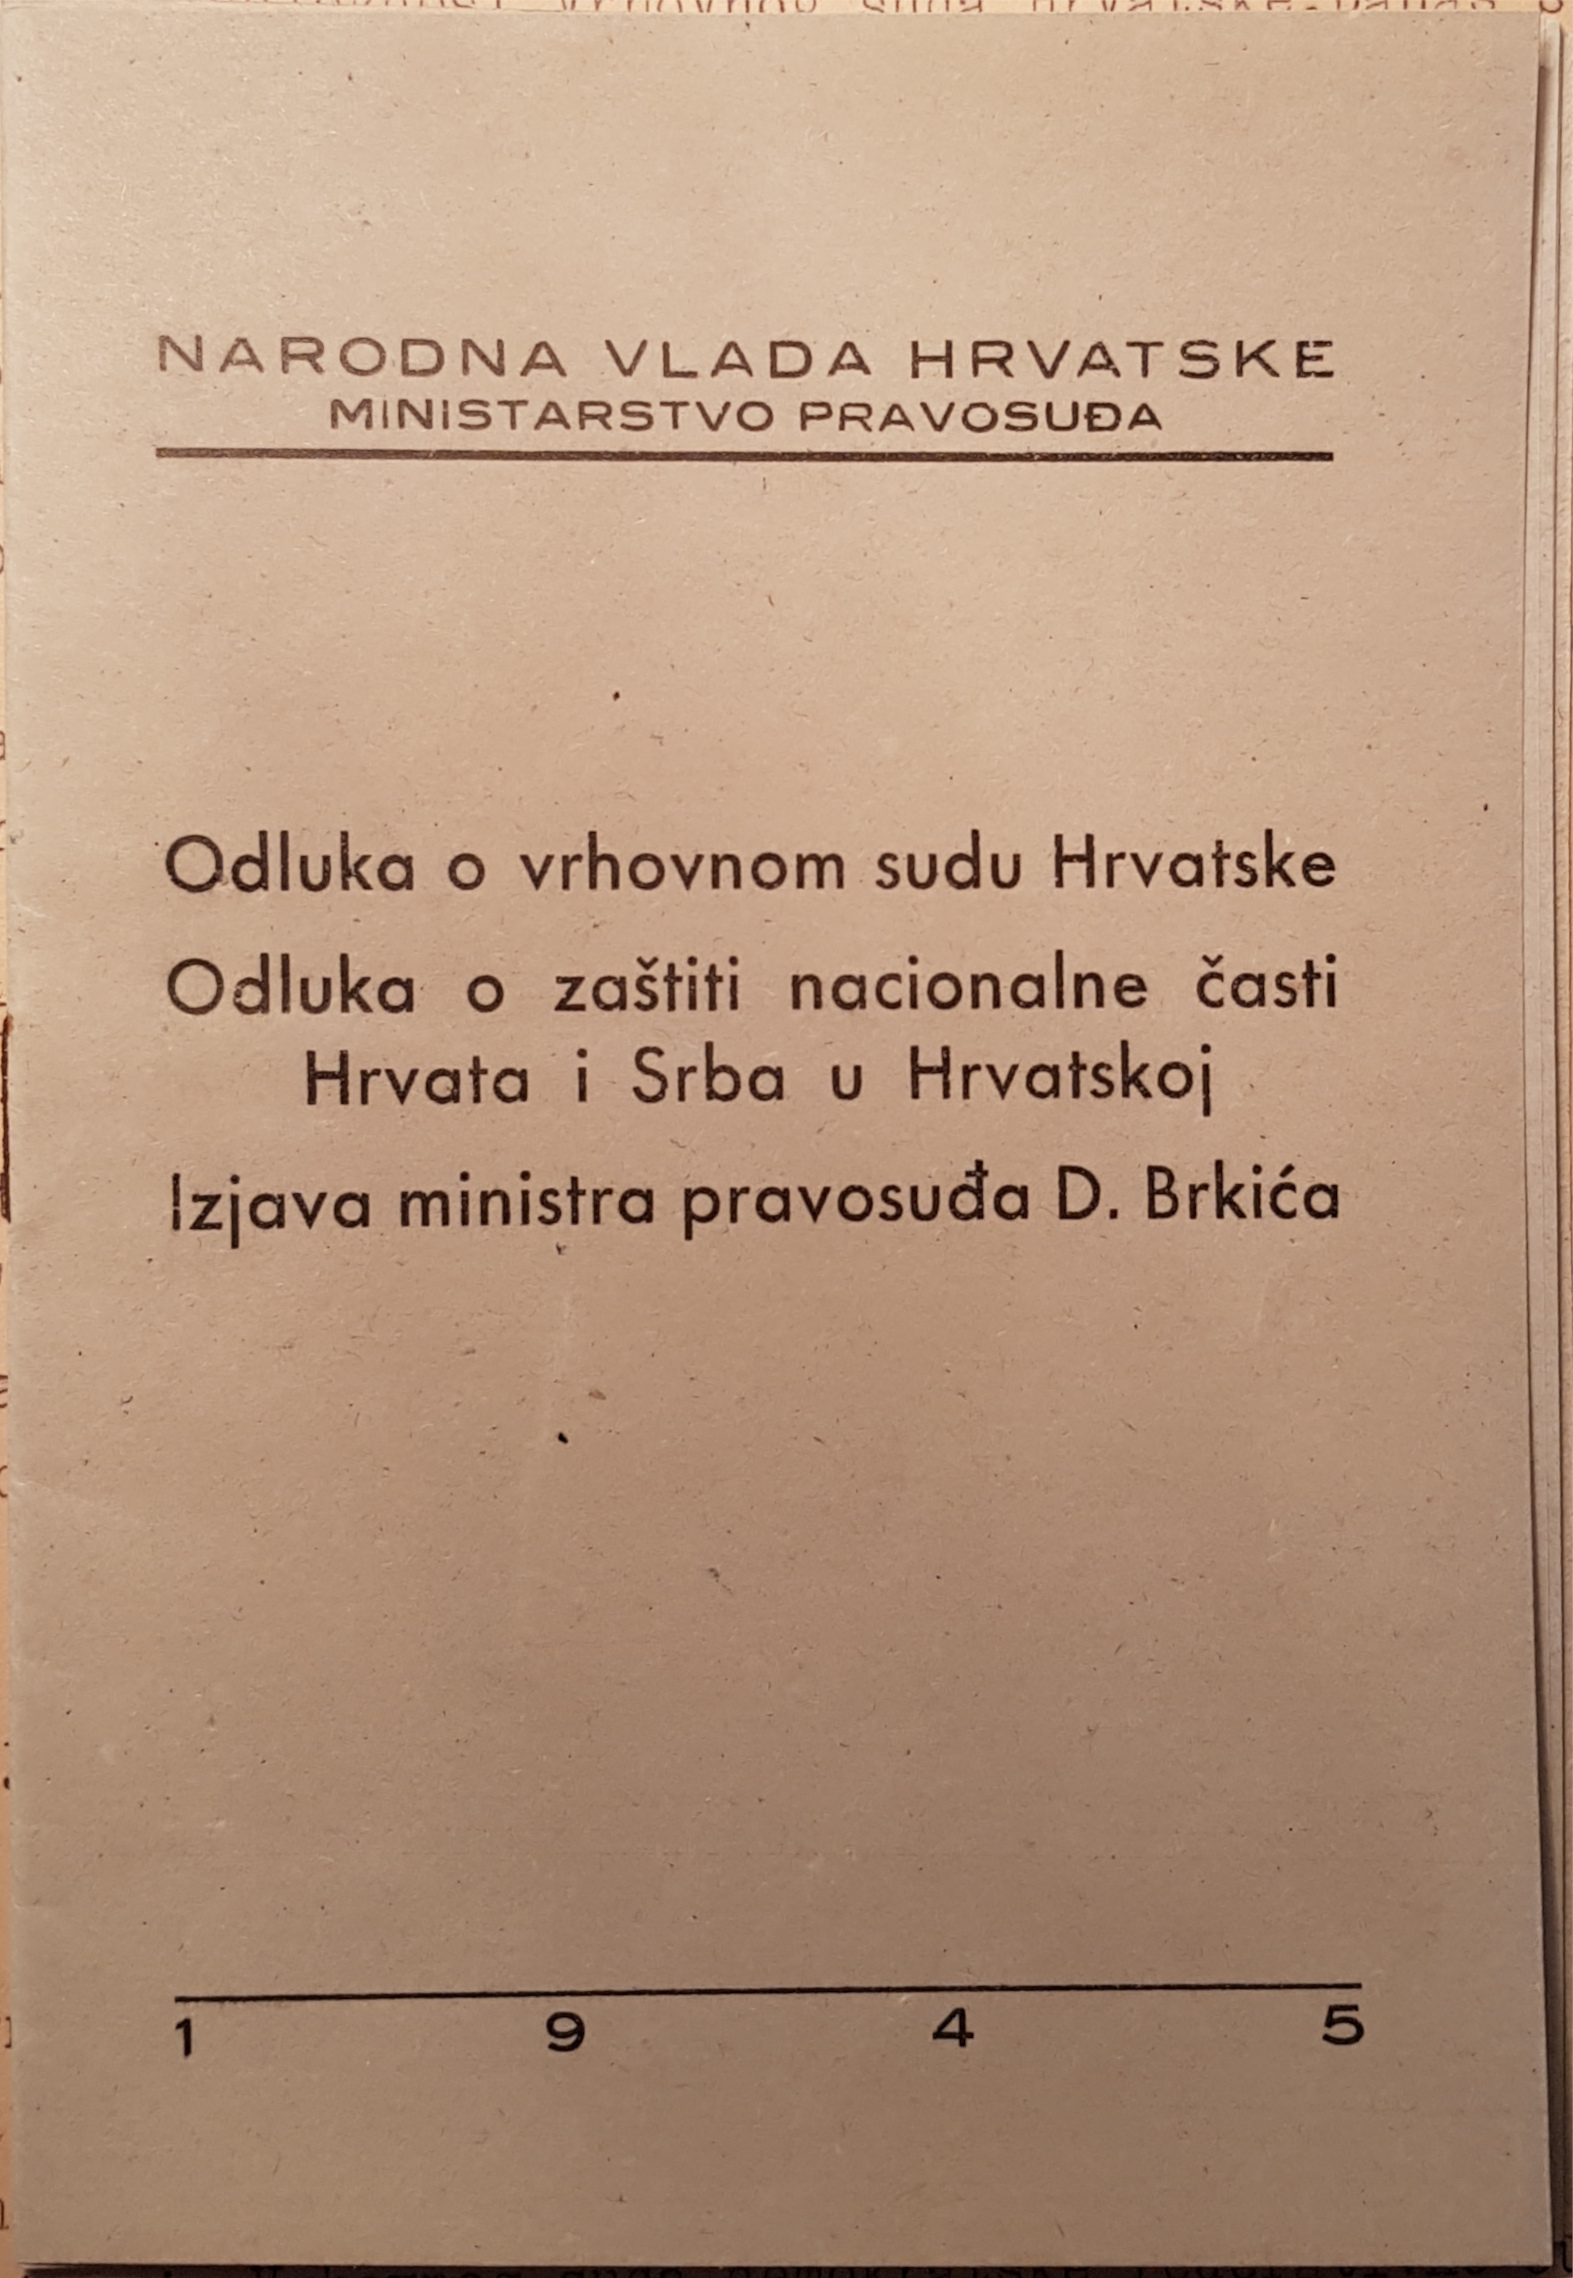 NARODNA VLADA HRVATSKE
MINISTARSTVO PRAVOSUĐA
Odluka o vrhovnom sudu Hrvatske
Odluka o zaštiti nacionalne časti
Hrvata i Srba u Hrvatskoj
Izjava ministra pravosuđa D. Brkića
1 9 4 5